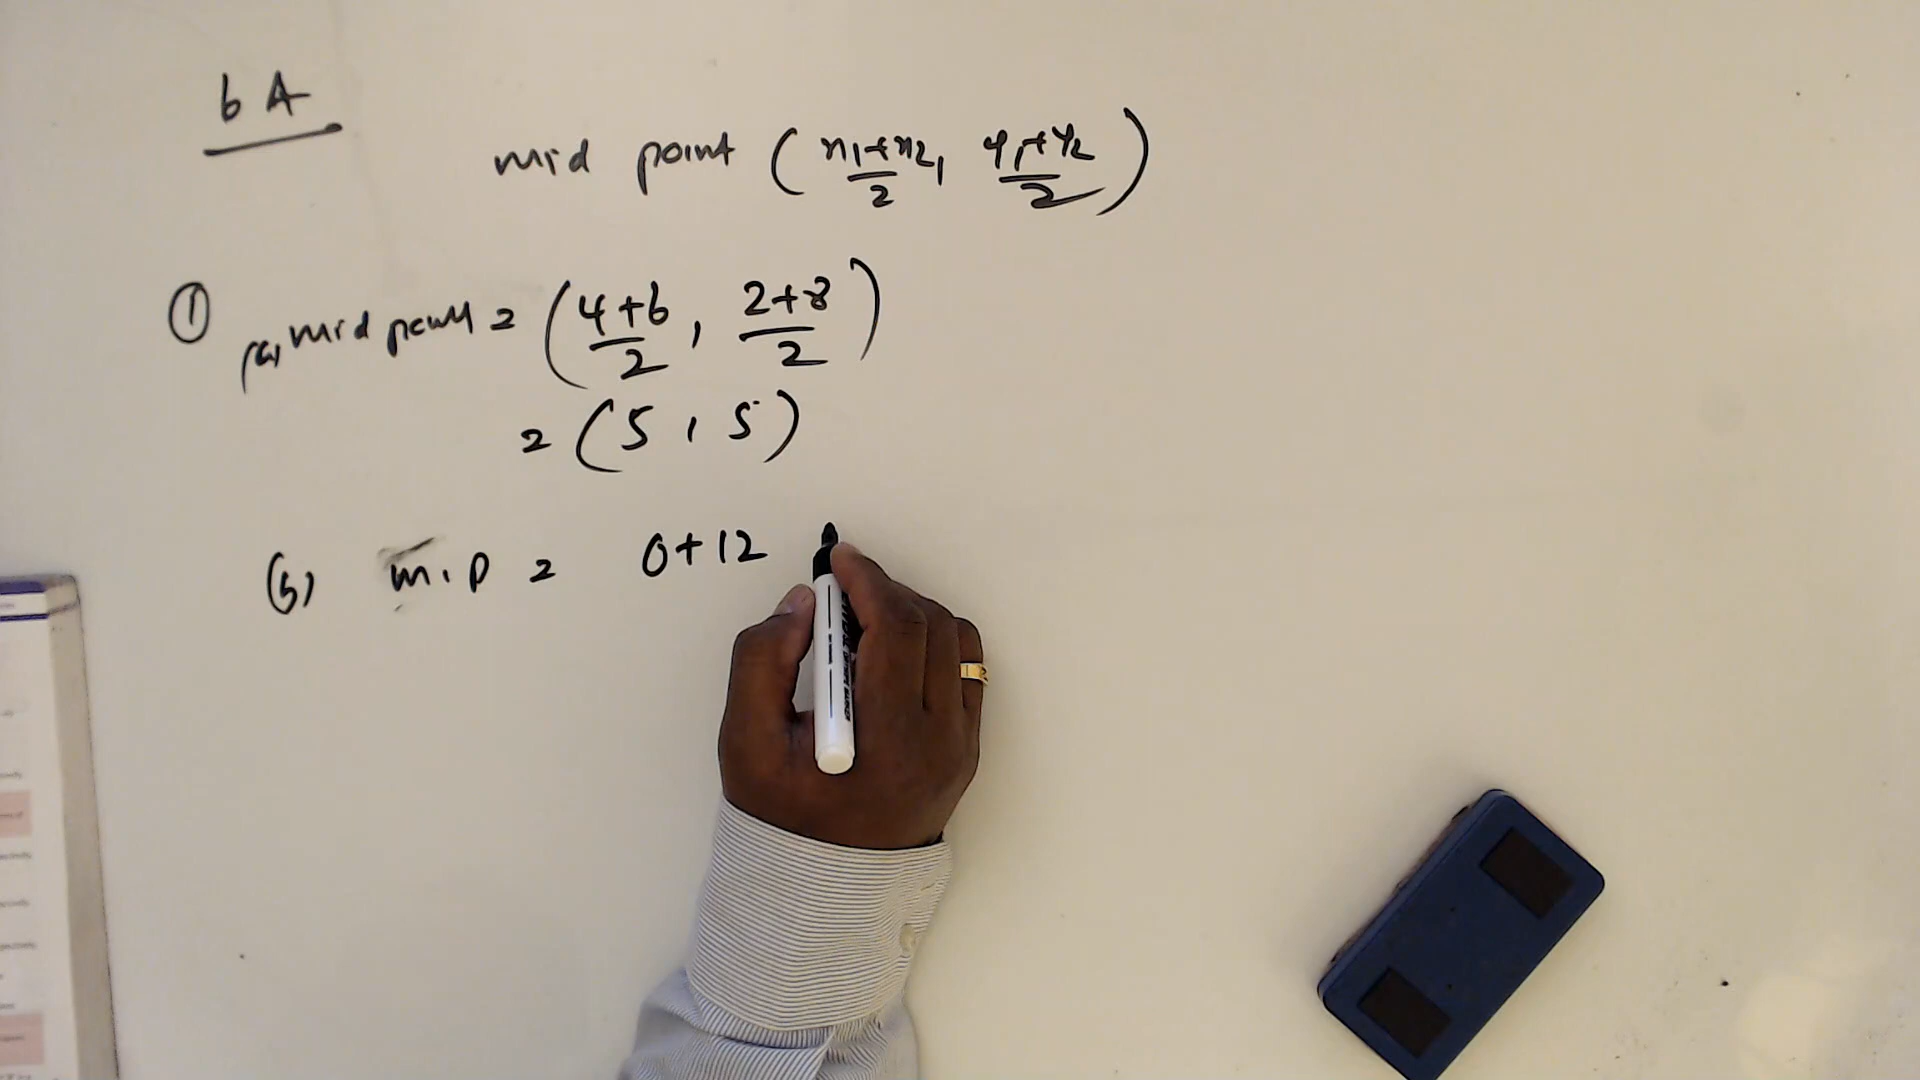 6A
mid point (x1+x2/2, y1+y2/2)
① (a) mid point = (4+6/2, 2+8/2)
= (5, 5)
(b) m.p = 0+12